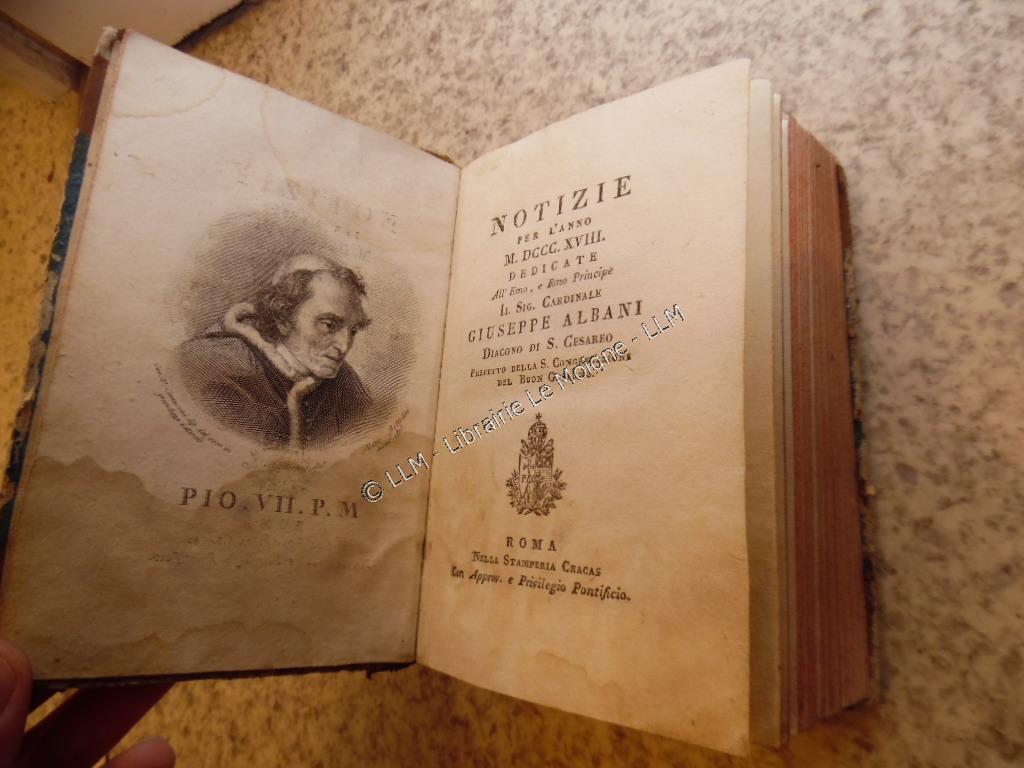 PIO.VII.P.M
NOTIZIE
PER L'ANNO
M. DCCC. XVIII.
DEDICATE
All' Emo, e Rmo Principe
IL SIG. CARDINALE
GIUSEPPE ALBANI
DIACONO DI S. CESAREO
PREFETTO DELLA S. CONGREGAZIONE
DEL BUON
ROMA
NELLA STAMPERIA CRACAS
Con Approv. e Privilegio Pontificio.
© LLM - Librairie Le Moigne - LLM